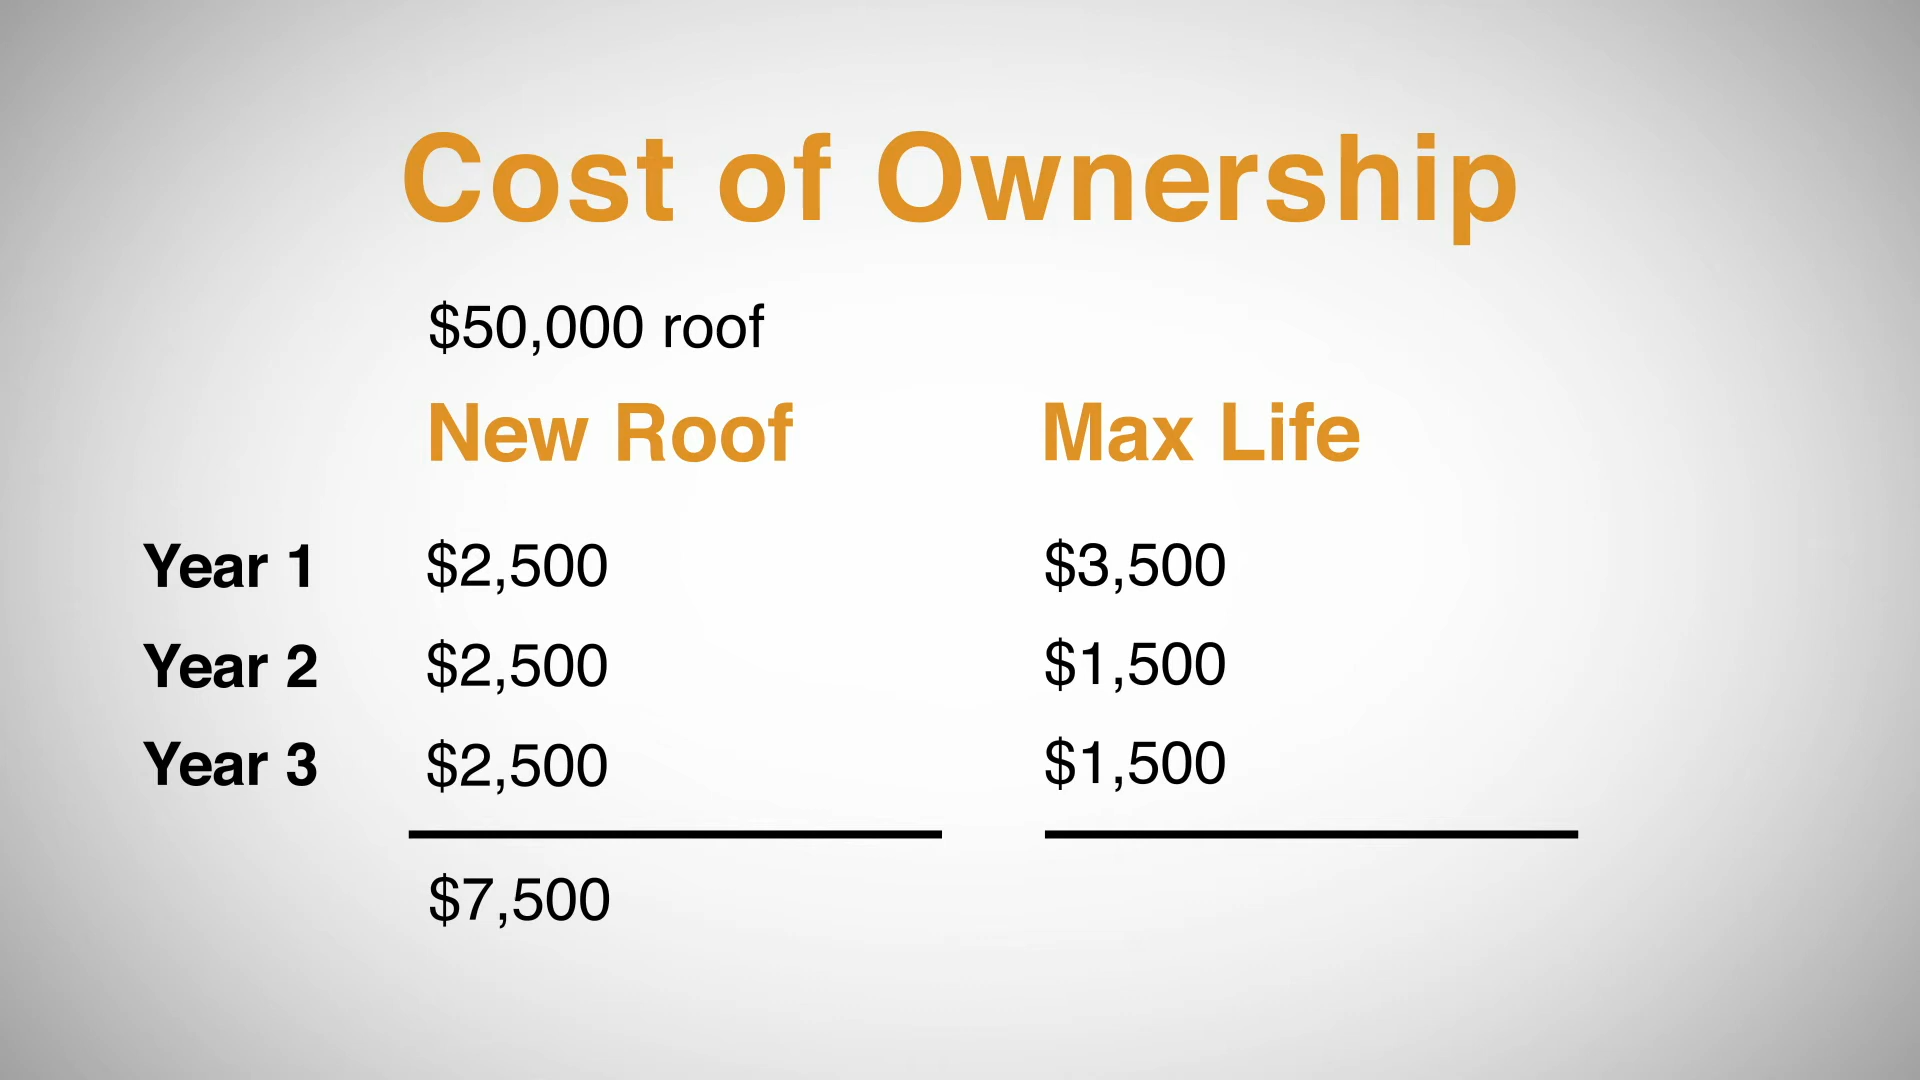 Cost of Ownership
$50,000 roof
New Roof Max Life
Year 1 $2,500 $3,500
Year 2 $2,500 $1,500
Year 3 $2,500 $1,500
$7,500